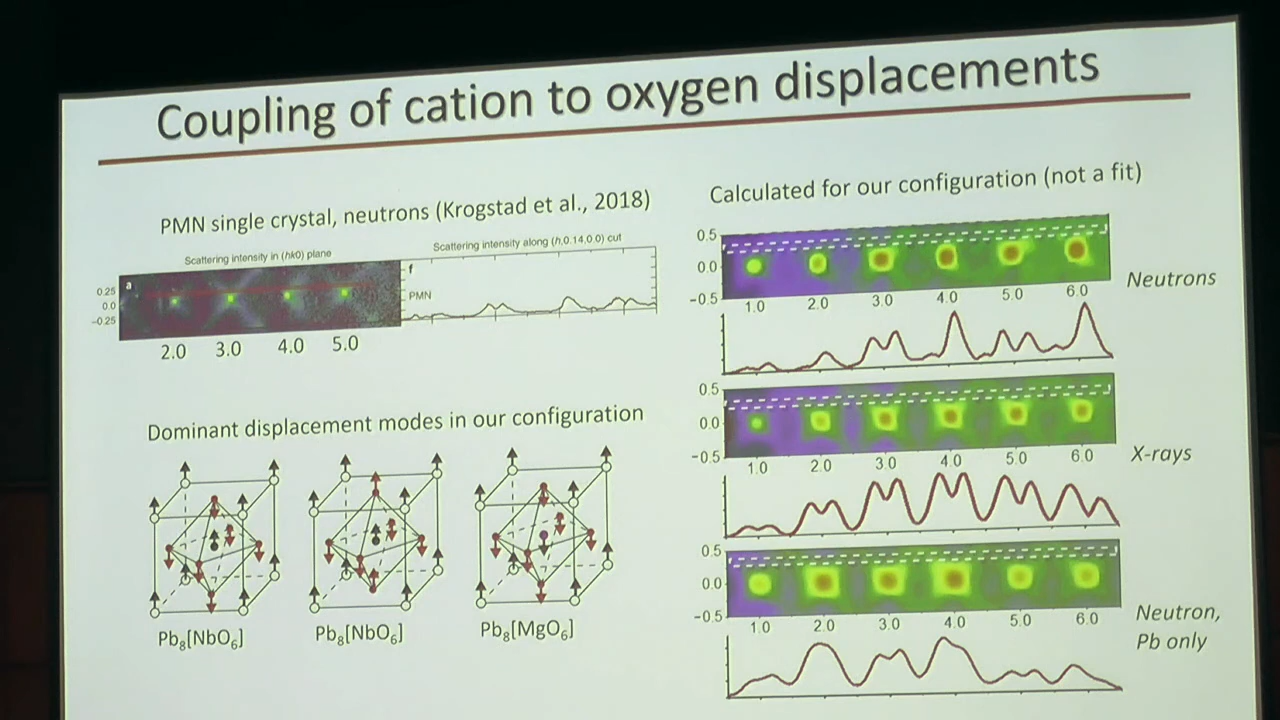 Coupling of cation to oxygen displacements
PMN single crystal, neutrons (Krogstad et al., 2018)
Scattering intensity in (hk0) plane
Scattering intensity along (h,0.14,0.0) cut
a
f
PMN
0.25
0.0
−0.25
2.0 3.0 4.0 5.0
Dominant displacement modes in our configuration
Pb₈[NbO₆]
Pb₈[NbO₆]
Pb₈[MgO₆]
Calculated for our configuration (not a fit)
0.5
0.0
−0.5
1.0 2.0 3.0 4.0 5.0 6.0
Neutrons
0.5
0.0
−0.5
1.0 2.0 3.0 4.0 5.0 6.0
X-rays
0.5
0.0
−0.5
1.0 2.0 3.0 4.0 5.0 6.0
Neutron,
Pb only